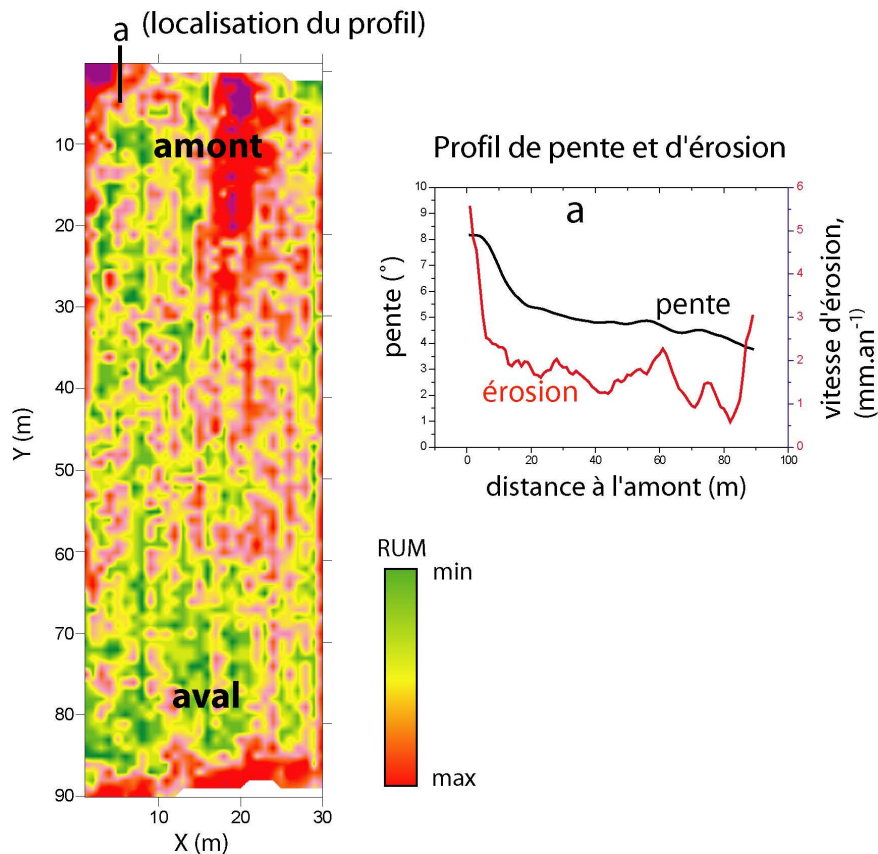 a (localisation du profil)
amont
aval
10
20
30
40
50
60
70
80
90
Y (m)
10
20
30
X (m)
RUM
min
max
Profil de pente et d'érosion
a
10
9
8
7
6
5
4
3
2
1
0
pente (°)
pente
érosion
6
5
4
3
2
1
0
vitesse d'érosion,
(mm.an⁻¹)
0
20
40
60
80
100
distance à l'amont (m)